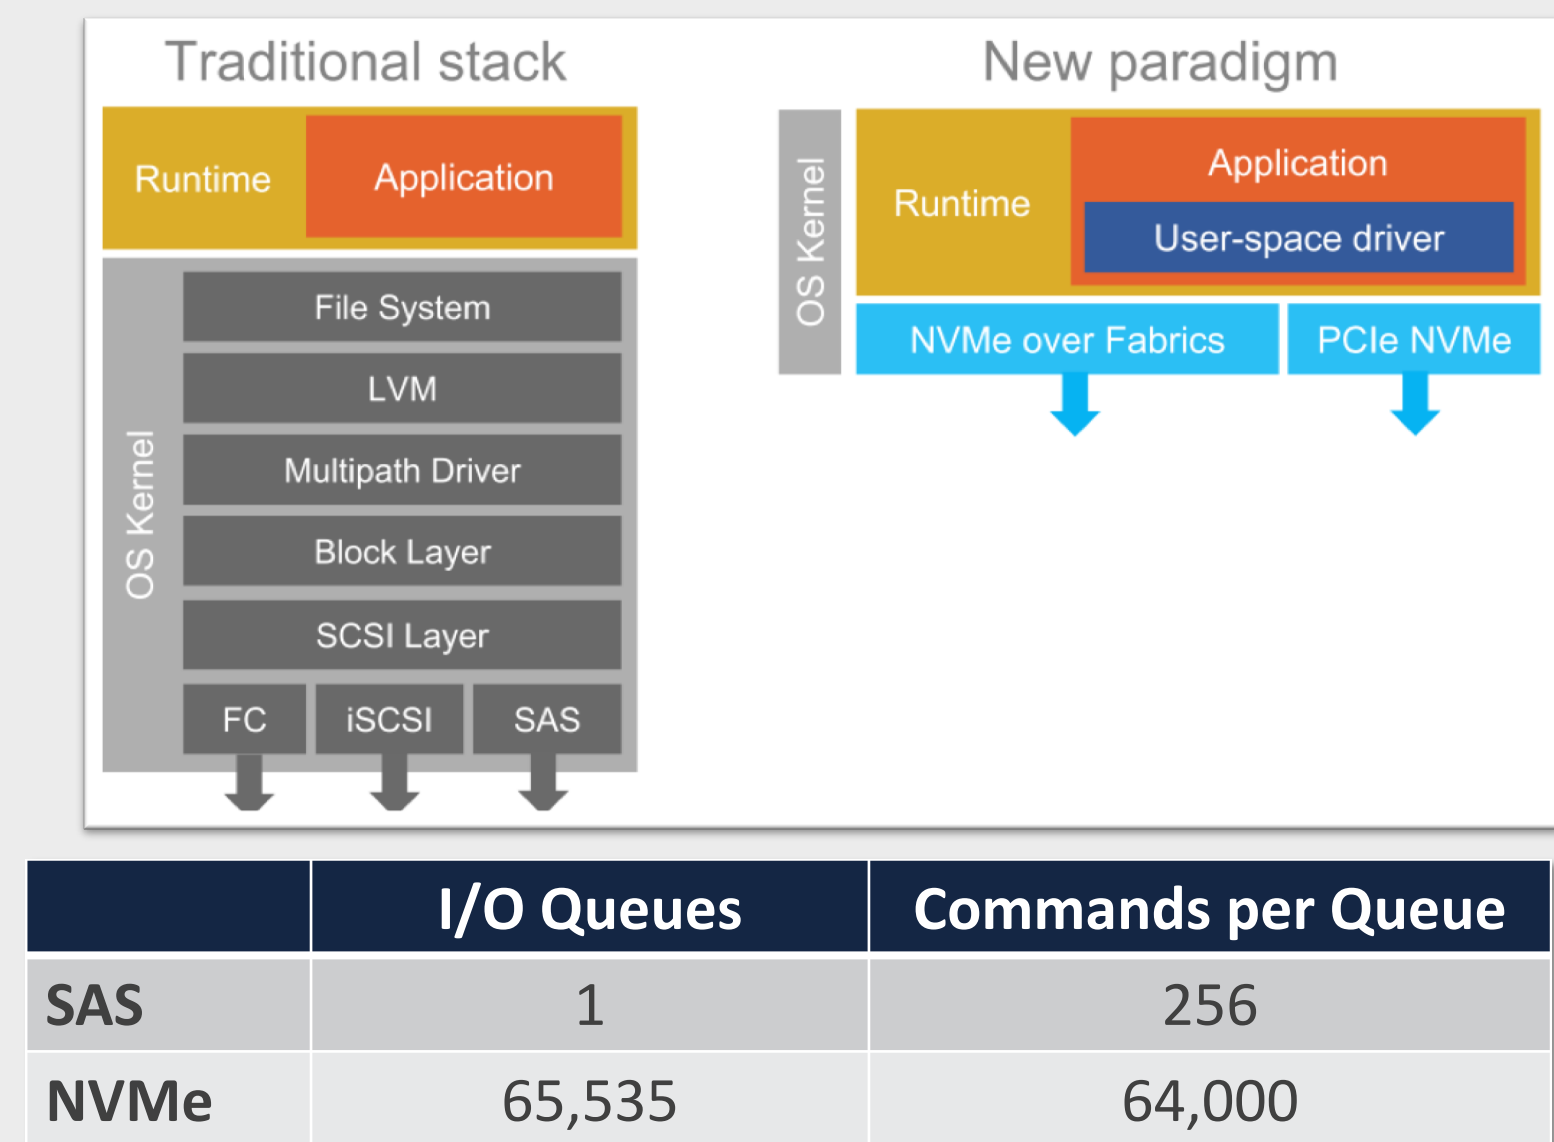 Traditional stack
Runtime
Application
OS Kernel
File System
LVM
Multipath Driver
Block Layer
SCSI Layer
FC
iSCSI
SAS
New paradigm
OS Kernel
Runtime
Application
User-space driver
NVMe over Fabrics
PCIe NVMe
I/O Queues Commands per Queue
SAS 1 256
NVMe 65,535 64,000